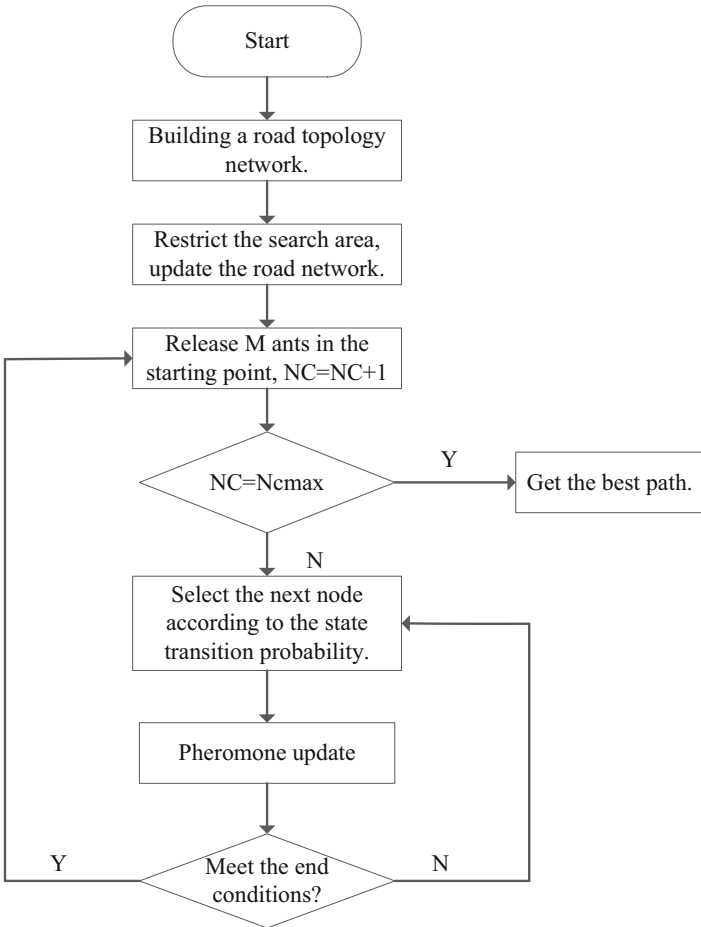 Start
Building a road topology
network.
Restrict the search area,
update the road network.
Release M ants in the
starting point, NC=NC+1
NC=Ncmax
Y
Get the best path.
N
Select the next node
according to the state
transition probability.
Pheromone update
Y
Meet the end
conditions?
N